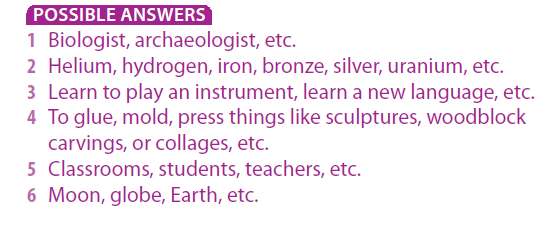 POSSIBLE ANSWERS
1 Biologist, archaeologist, etc.
2 Helium, hydrogen, iron, bronze, silver, uranium, etc.
3 Learn to play an instrument, learn a new language, etc.
4 To glue, mold, press things like sculptures, woodblock
carvings, or collages, etc.
5 Classrooms, students, teachers, etc.
6 Moon, globe, Earth, etc.